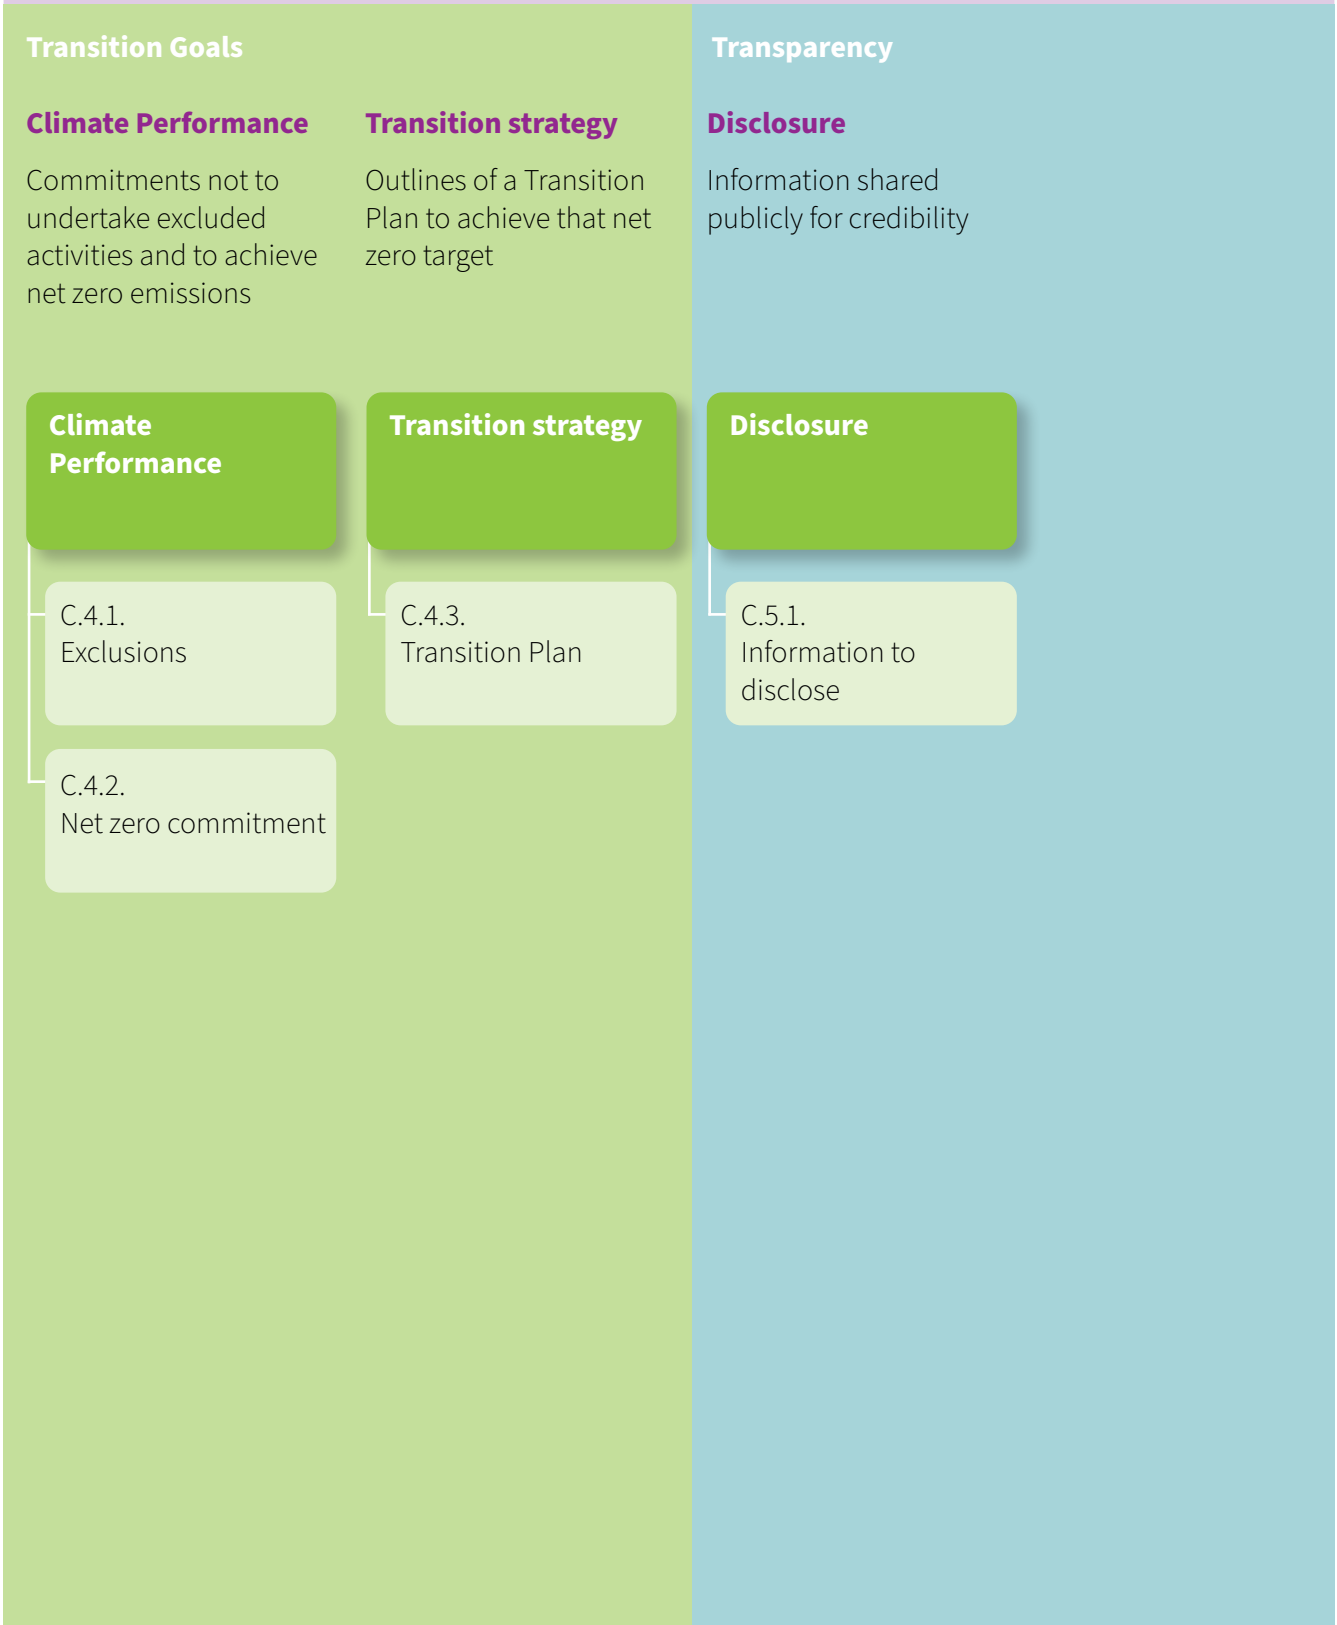 Transition Goals
Climate Performance
Commitments not to
undertake excluded
activities and to achieve
net zero emissions
Transition strategy
Outlines of a Transition
Plan to achieve that net
zero target
Climate
Performance
C.4.1.
Exclusions
C.4.2.
Net zero commitment
Transition strategy
C.4.3.
Transition Plan
Transparency
Disclosure
Information shared
publicly for credibility
Disclosure
C.5.1.
Information to
disclose